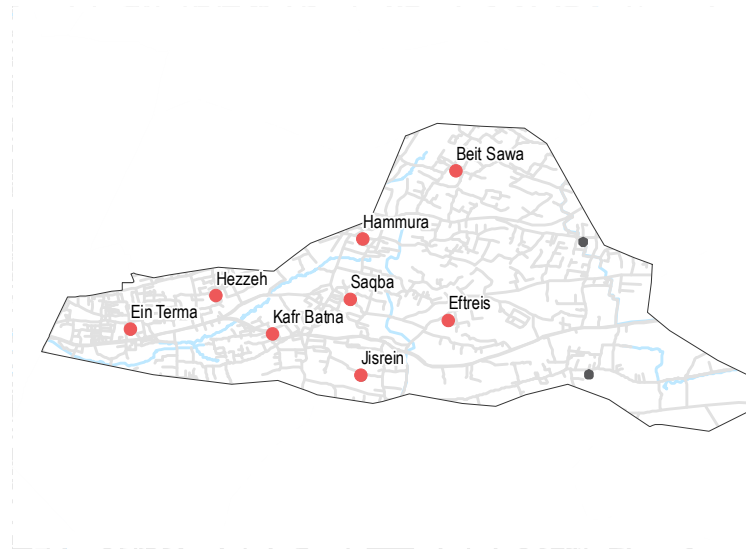 Beit Sawa
Hammura
Hezzeh
Saqba
Ein Terma
Kafr Batna
Eftreis
Jisrein